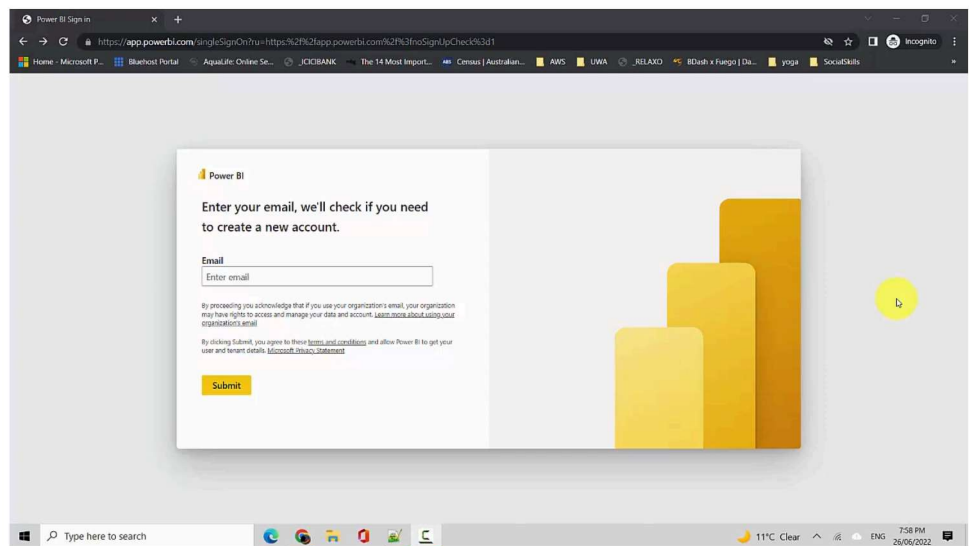 Power BI Sign in
https://app.powerbi.com/singleSignOn?ru=https:%2f%2fapp.powerbi.com%2f%3fnoSignUpCheck%3d1
Incognito
Home - Microsoft P...
Bluehost Portal
AquaLife: Online Se...
_ICICIBANK
The 14 Most Import...
ABS
Census | Australian...
AWS
UWA
_RELAXO
BDash x Fuego | Da...
yoga
SocialSkills
»
Power BI
Enter your email, we'll check if you need
to create a new account.
Email
Enter email
By proceeding you acknowledge that if you use your organization's email, your organization
may have rights to access and manage your data and account. Learn more about using your
organization's email
By clicking Submit, you agree to these terms and conditions and allow Power BI to get your
user and tenant details. Microsoft Privacy Statement
Submit
Type here to search
11°C Clear
ENG
7:58 PM
26/06/2022